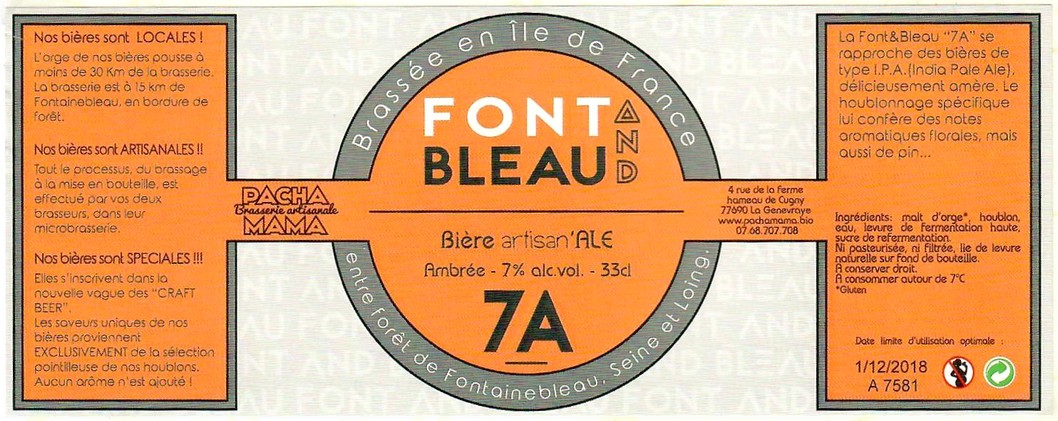 Nos bières sont LOCALES !
L'orge de nos bières pousse à
moins de 30 Km de la brasserie.
La brasserie est à 15 km de
Fontainebleau, en bordure de
forêt.
Nos bières sont ARTISANALES !!
Tout le processus, du brassage
à la mise en bouteille, est
effectué par vos deux
brasseurs, dans leur
microbrasserie.
Nos bières sont SPECIALES !!!
Elles s'inscrivent dans la
nouvelle vague des "CRAFT
BEER".
Les saveurs uniques de nos
bières proviennent
EXCLUSIVEMENT de la sélection
pointilleuse de nos houblons.
Aucun arôme n'est ajouté !
PACHA
Brasserie artisanale
MAMA
Brassée en Île de France
FONT
AND
BLEAU
Bière artisan'ALE
Ambrée - 7% alc.vol. - 33cl
7A
entre Forêt de Fontainebleau, Seine et Loing.
4 rue de la Ferme
hameau de Cugny
77690 La Genevraye
www.pachamama.bio
07.68.707.708
La Font&Bleau "7A" se
rapproche des bières de
type I.P.A.(India Pale Ale),
délicieusement amère. Le
houblonnage spécifique
lui confère des notes
aromatiques florales, mais
aussi de pin...
Ingrédients: malt d'orge*, houblon,
eau, levure de fermentation haute,
sucre de refermentation.
Ni pasteurisée, ni filtrée, lie de levure
naturelle sur fond de bouteille.
A conserver droit.
A consommer autour de 7°C
*Gluten
Date limite d'utilisation optimale :
1/12/2018
A 7581